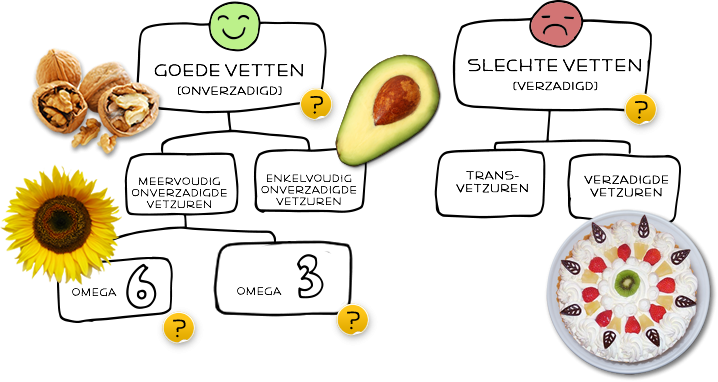 GOEDE VETTEN
(ONVERZADIGD)
?
SLECHTE VETTEN
(VERZADIGD)
?
MEERVOUDIG
ONVERZADIGDE
VETZUREN
ENKELVOUDIG
ONVERZADIGDE
VETZUREN
TRANS-
VETZUREN
VERZADIGDE
VETZUREN
OMEGA 6
?
OMEGA 3
?